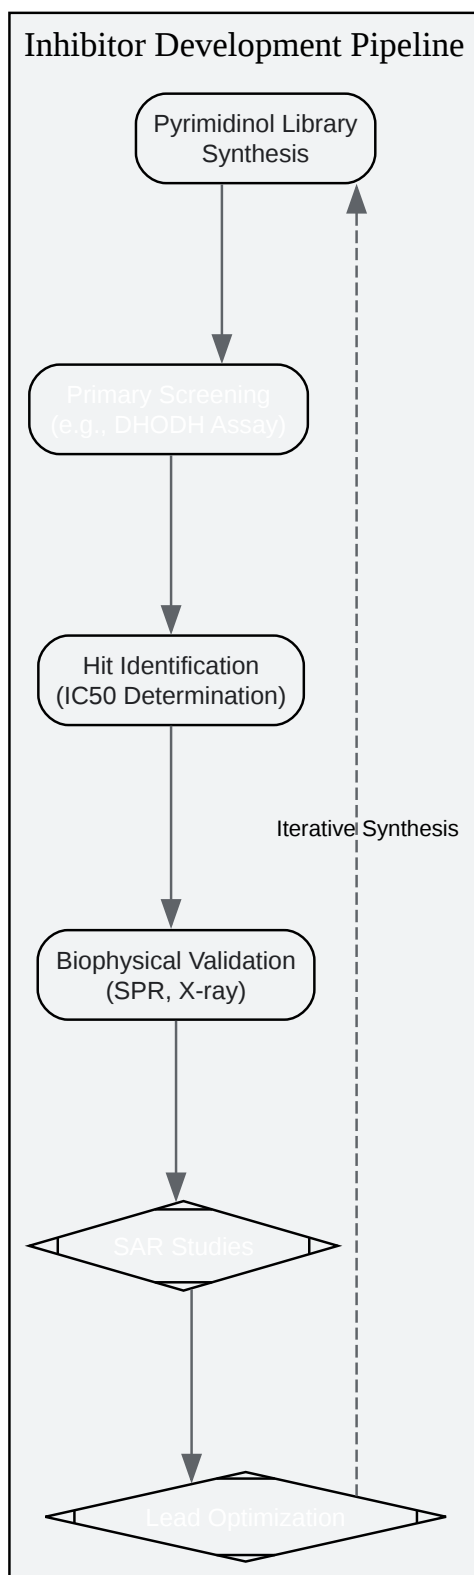 Inhibitor Development Pipeline
Pyrimidinol Library
Synthesis
Primary Screening
(e.g., DHODH Assay)
Hit Identification
(IC50 Determination)
Iterative Synthesis
Biophysical Validation
(SPR, X-ray)
SAR Studies
Lead Optimization